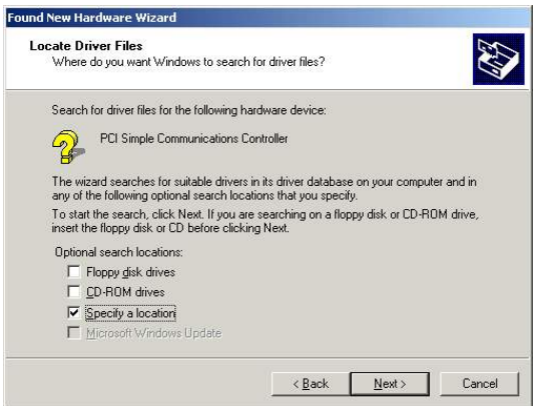 Found New Hardware Wizard
Locate Driver Files
Where do you want Windows to search for driver files?
Search for driver files for the following hardware device:
PCI Simple Communications Controller
The wizard searches for suitable drivers in its driver database on your computer and in
any of the following optional search locations that you specify.
To start the search, click Next. If you are searching on a floppy disk or CD-ROM drive,
insert the floppy disk or CD before clicking Next.
Optional search locations:
Floppy disk drives
CD-ROM drives
Specify a location
Microsoft Windows Update
< Back Next > Cancel